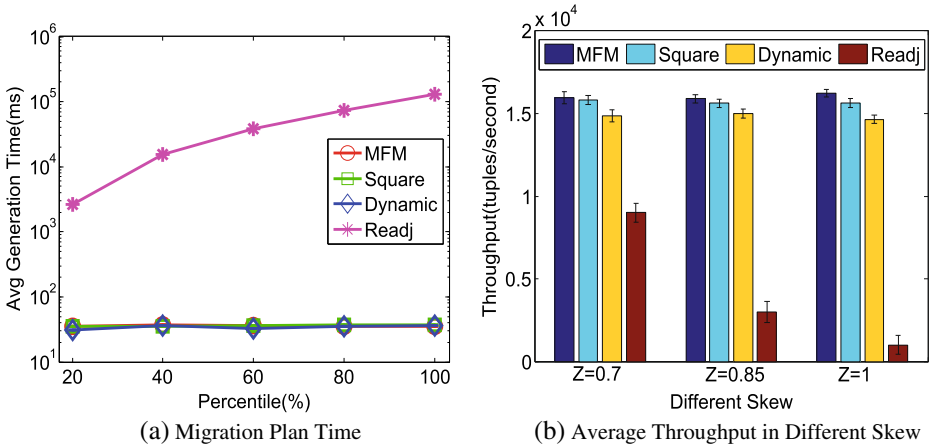 10^6
10^5
10^4
10^3
10^2
10^1
Avg Generation Time(ms)
MFM
Square
Dynamic
Readj
20 40 60 80 100
Percentile(%)
(a) Migration Plan Time
2 x 10^4
1.5
1
0.5
0
Throughput(tuples/second)
MFM Square Dynamic Readj
Z=0.7 Z=0.85 Z=1
Different Skew
(b) Average Throughput in Different Skew